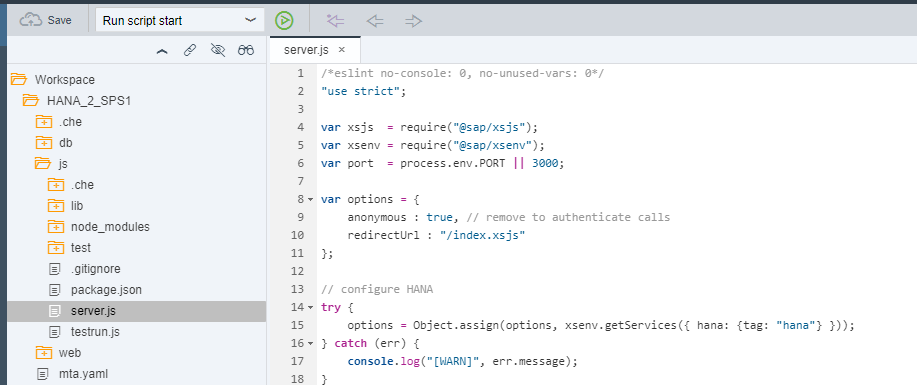 Save
Run script start
server.js ×
Workspace
HANA_2_SPS1
.che
db
js
.che
lib
node_modules
test
.gitignore
package.json
server.js
testrun.js
web
mta.yaml
1 /*eslint no-console: 0, no-unused-vars: 0*/
2 "use strict";
3
4 var xsjs  = require("@sap/xsjs");
5 var xsenv = require("@sap/xsenv");
6 var port  = process.env.PORT || 3000;
7
8 var options = {
9     anonymous : true, // remove to authenticate calls
10     redirectUrl : "/index.xsjs"
11 };
12
13 // configure HANA
14 try {
15     options = Object.assign(options, xsenv.getServices({ hana: {tag: "hana"} }));
16 } catch (err) {
17     console.log("[WARN]", err.message);
18 }